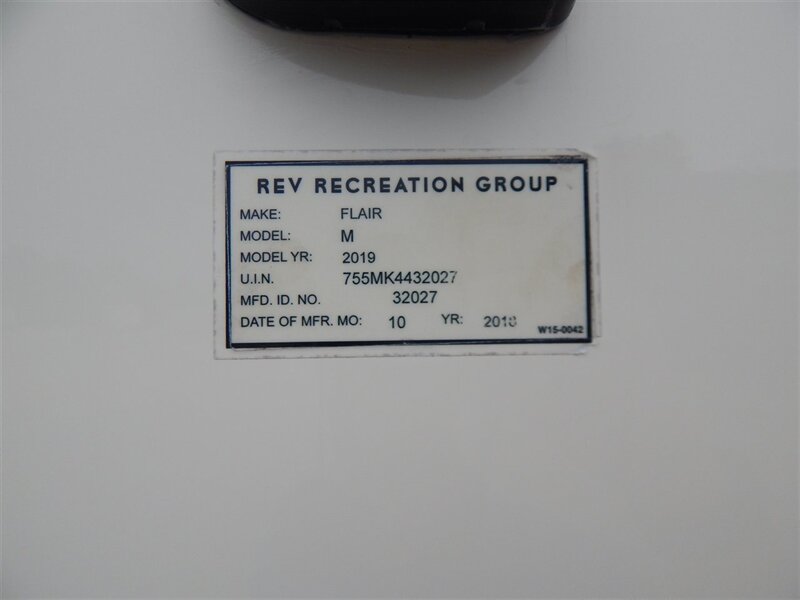 REV RECREATION GROUP
MAKE: FLAIR
MODEL: M
MODEL YR: 2019
U.I.N. 755MK4432027
MFD. ID. NO. 32027
DATE OF MFR. MO: 10 YR: 2018
W15-0042